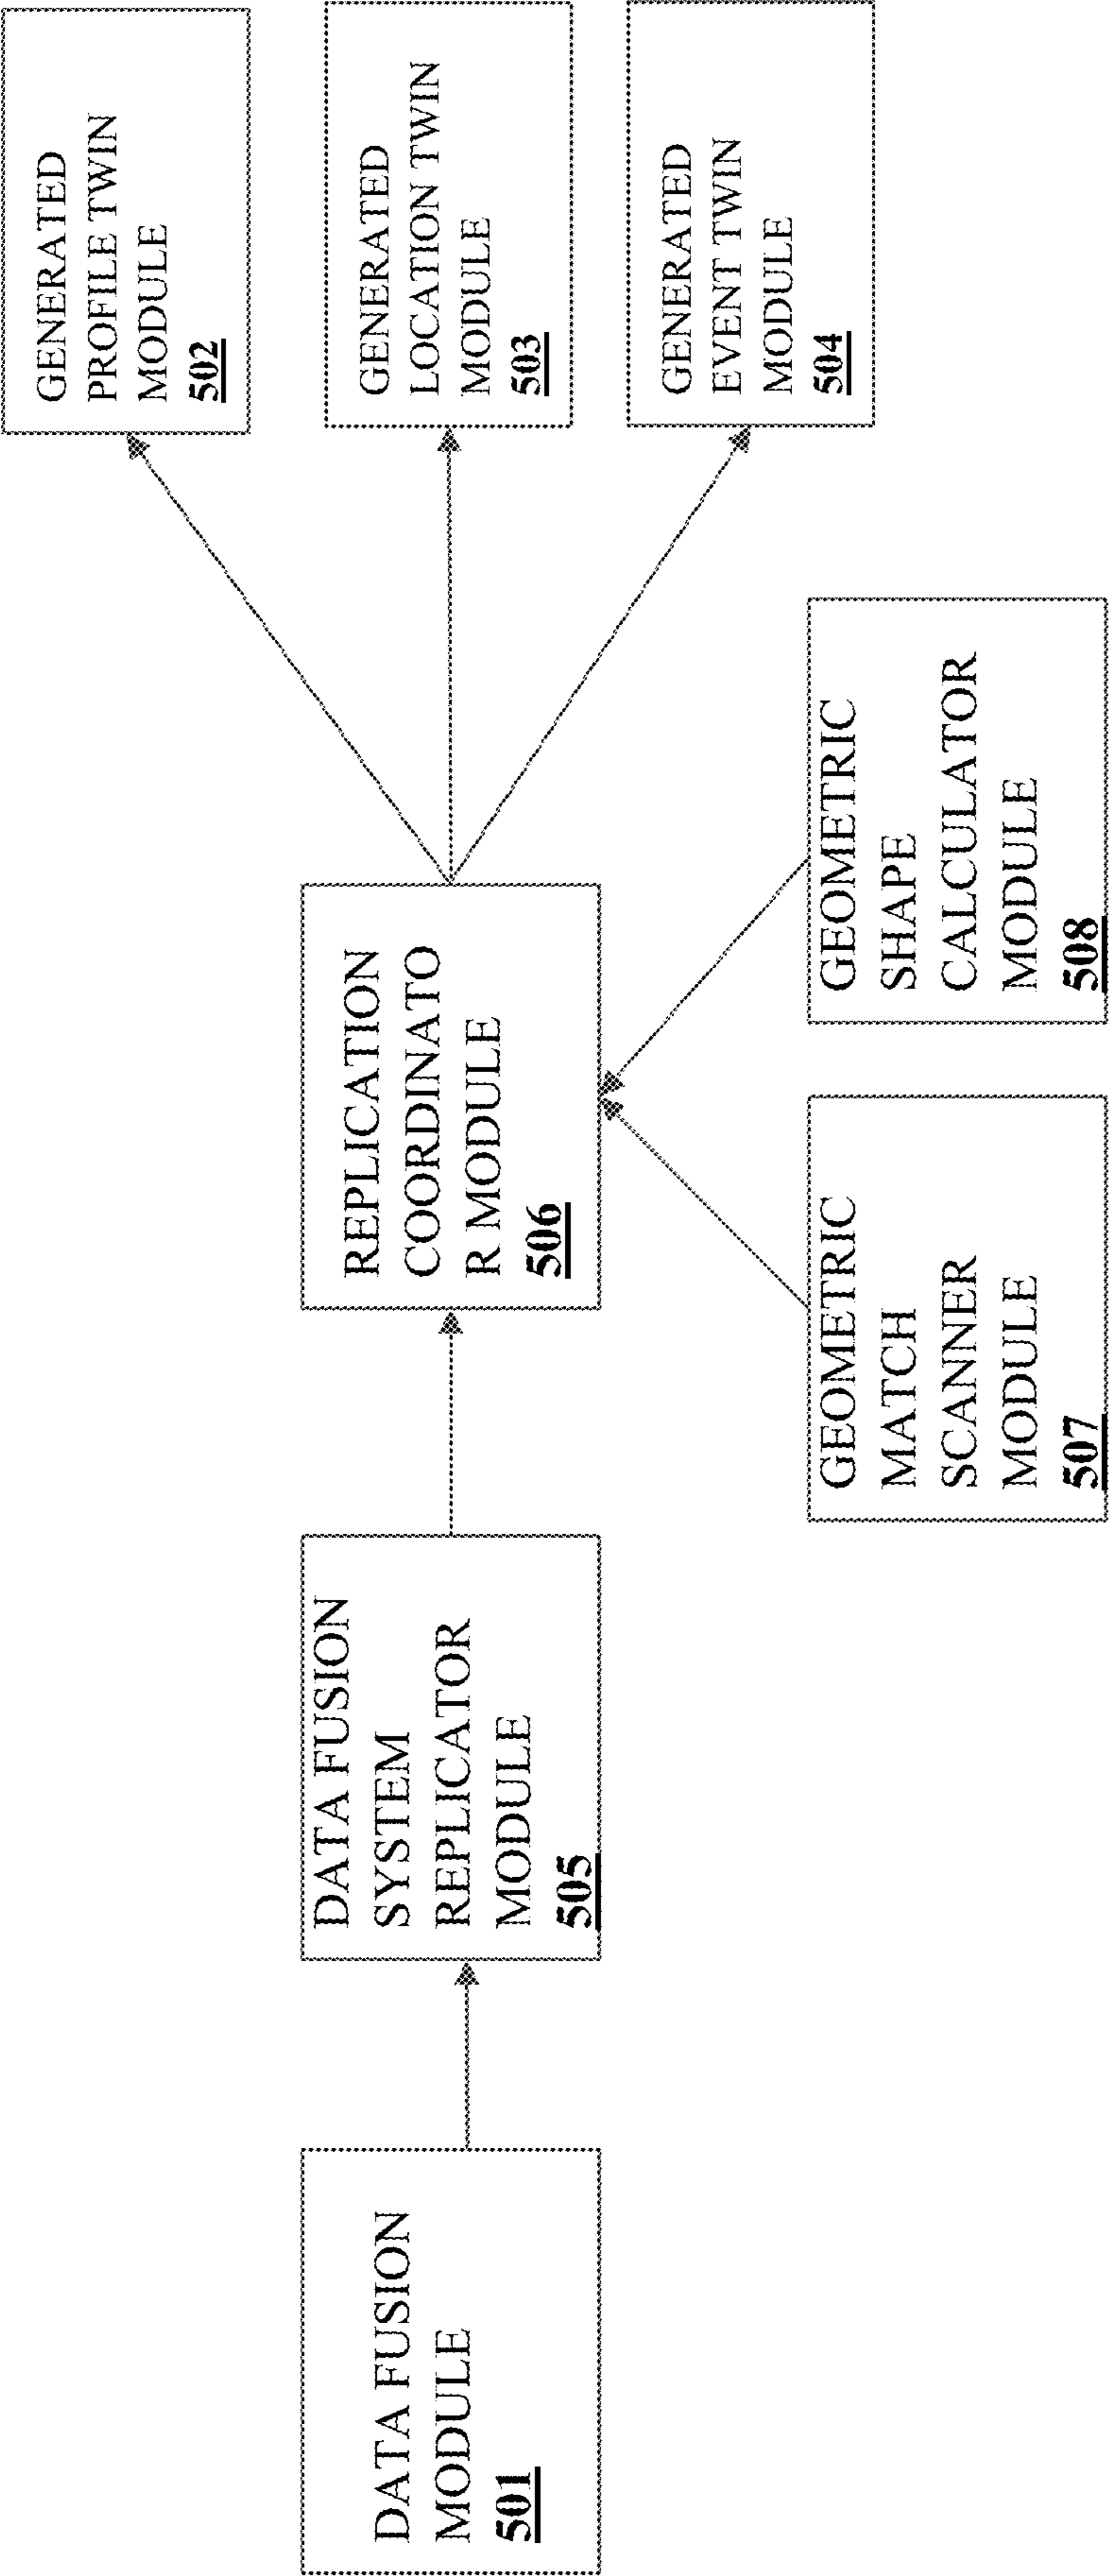 DATA FUSION
MODULE
501
DATA FUSION
SYSTEM
REPLICATOR
MODULE
505
REPLICATION
COORDINATO
R MODULE
506
GENERATED
PROFILE TWIN
MODULE
502
GENERATED
LOCATION TWIN
MODULE
503
GENERATED
EVENT TWIN
MODULE
504
GEOMETRIC
MATCH
SCANNER
MODULE
507
GEOMETRIC
SHAPE
CALCULATOR
MODULE
508